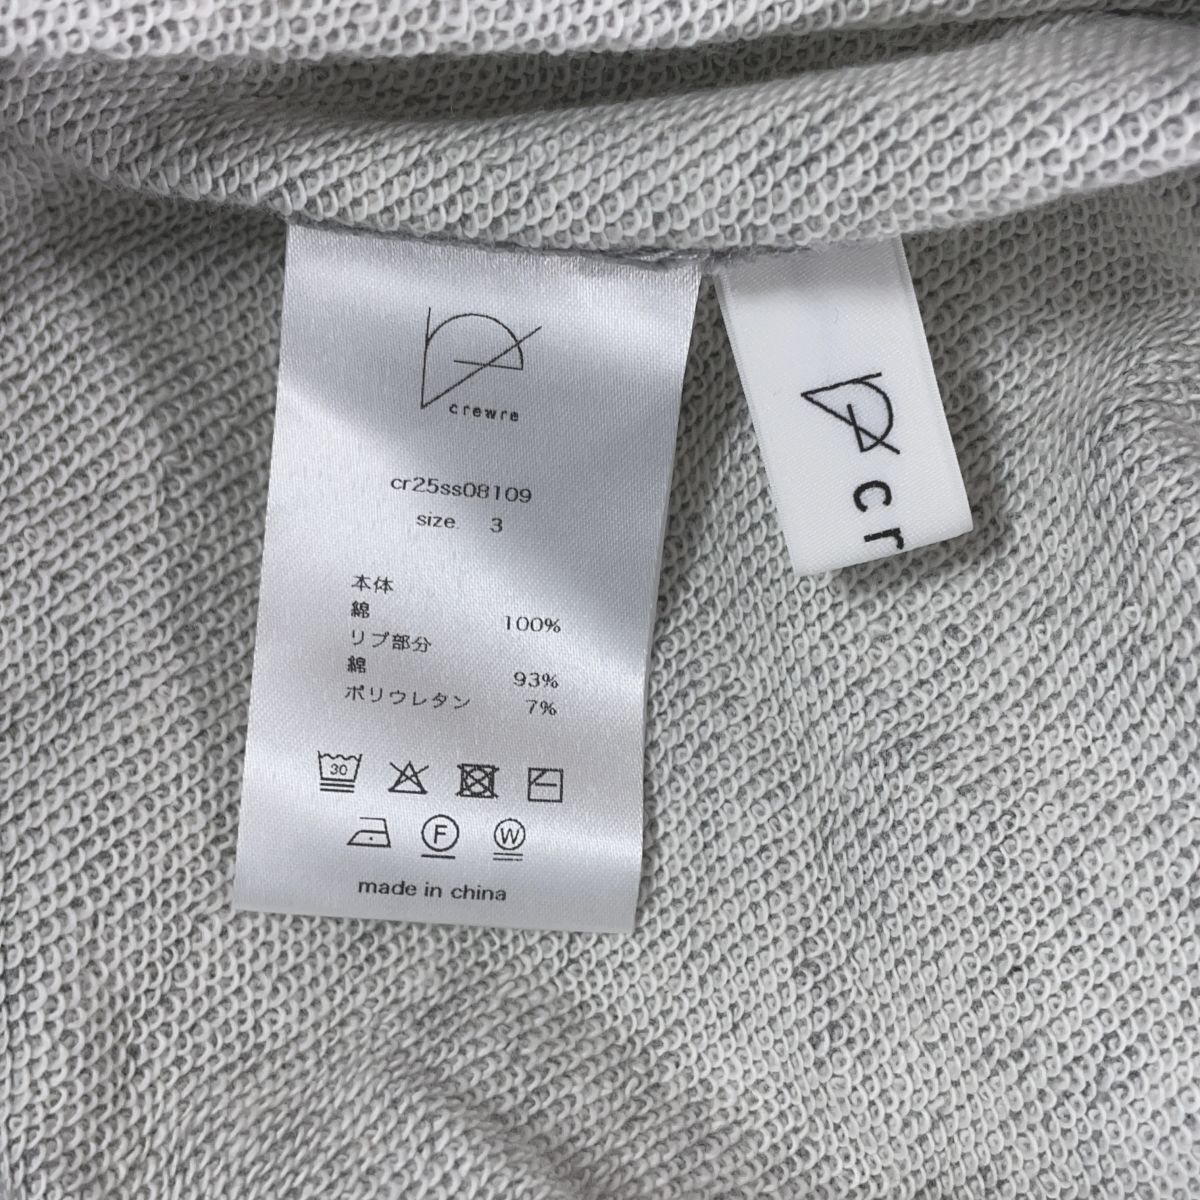 crewre
cr25ss08109
size 3
本体
綿 100%
リブ部分
綿 93%
ポリウレタン 7%
30
F W
made in china
cr